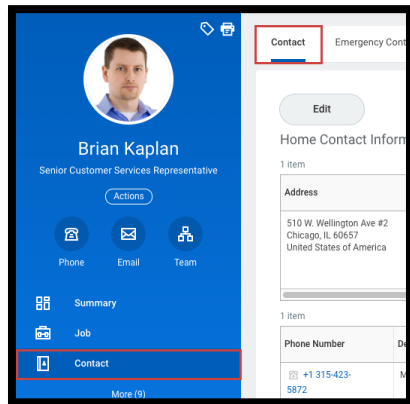 Brian Kaplan
Senior Customer Services Representative
Actions
Phone Email Team
Summary
Job
Contact
More (9)
Contact Emergency Cont
Edit
Home Contact Inform
1 item
Address
510 W. Wellington Ave #2
Chicago, IL 60657
United States of America
1 item
Phone Number De
+1 315-423- M
5872